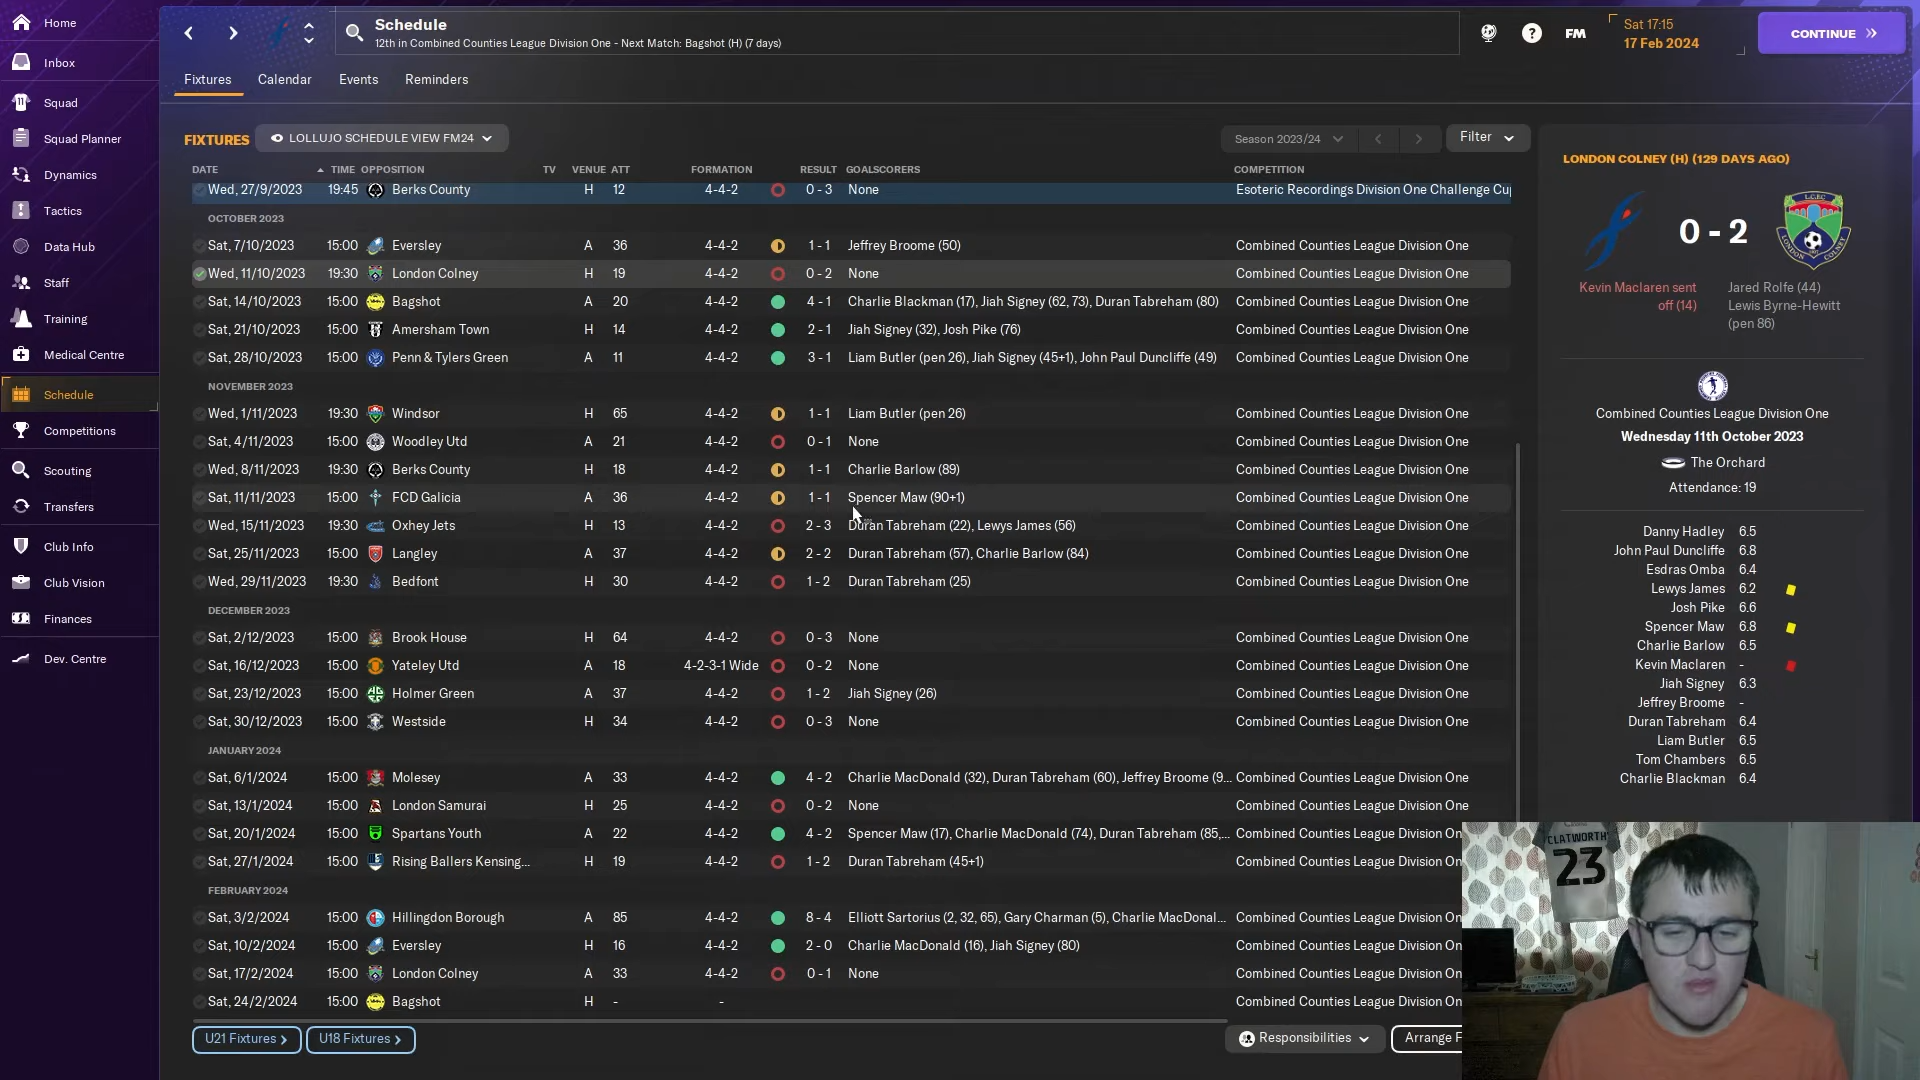 Home
Inbox
Squad
Squad Planner
Dynamics
Tactics
Data Hub
Staff
Training
Medical Centre
Schedule
Competitions
Scouting
Transfers
Club Info
Club Vision
Finances
Dev. Centre
Schedule
12th in Combined Counties League Division One - Next Match: Bagshot (H) (7 days)
? FM
Sat 17:15
17 Feb 2024
CONTINUE
Fixtures Calendar Events Reminders
FIXTURES LOLLUJO SCHEDULE VIEW FM24 Season 2023/24 Filter
DATE TIME OPPOSITION TV VENUE ATT FORMATION RESULT GOALSCORERS COMPETITION
Wed, 27/9/2023 19:45 Berks County H 12 4-4-2 0 - 3 None Esoteric Recordings Division One Challenge Cup
OCTOBER 2023
Sat, 7/10/2023 15:00 Eversley A 36 4-4-2 1 - 1 Jeffrey Broome (50) Combined Counties League Division One
Wed, 11/10/2023 19:30 London Colney H 19 4-4-2 0 - 2 None Combined Counties League Division One
Sat, 14/10/2023 15:00 Bagshot A 20 4-4-2 4 - 1 Charlie Blackman (17), Jiah Signey (62, 73), Duran Tabreham (80) Combined Counties League Division One
Sat, 21/10/2023 15:00 Amersham Town H 14 4-4-2 2 - 1 Jiah Signey (32), Josh Pike (76) Combined Counties League Division One
Sat, 28/10/2023 15:00 Penn & Tylers Green A 11 4-4-2 3 - 1 Liam Butler (pen 26), Jiah Signey (45+1), John Paul Duncliffe (49) Combined Counties League Division One
NOVEMBER 2023
Wed, 1/11/2023 19:30 Windsor H 65 4-4-2 1 - 1 Liam Butler (pen 26) Combined Counties League Division One
Sat, 4/11/2023 15:00 Woodley Utd A 21 4-4-2 0 - 1 None Combined Counties League Division One
Wed, 8/11/2023 19:30 Berks County H 18 4-4-2 1 - 1 Charlie Barlow (89) Combined Counties League Division One
Sat, 11/11/2023 15:00 FCD Galicia A 36 4-4-2 1 - 1 Spencer Maw (90+1) Combined Counties League Division One
Wed, 15/11/2023 19:30 Oxhey Jets H 13 4-4-2 2 - 3 Duran Tabreham (22), Lewys James (56) Combined Counties League Division One
Sat, 25/11/2023 15:00 Langley A 37 4-4-2 2 - 2 Duran Tabreham (57), Charlie Barlow (84) Combined Counties League Division One
Wed, 29/11/2023 19:30 Bedfont H 30 4-4-2 1 - 2 Duran Tabreham (25) Combined Counties League Division One
DECEMBER 2023
Sat, 2/12/2023 15:00 Brook House H 64 4-4-2 0 - 3 None Combined Counties League Division One
Sat, 16/12/2023 15:00 Yateley Utd A 18 4-2-3-1 Wide 0 - 2 None Combined Counties League Division One
Sat, 23/12/2023 15:00 Holmer Green A 37 4-4-2 1 - 2 Jiah Signey (26) Combined Counties League Division One
Sat, 30/12/2023 15:00 Westside H 34 4-4-2 0 - 3 None Combined Counties League Division One
JANUARY 2024
Sat, 6/1/2024 15:00 Molesey A 33 4-4-2 4 - 2 Charlie MacDonald (32), Duran Tabreham (60), Jeffrey Broome (9... Combined Counties League Division One
Sat, 13/1/2024 15:00 London Samurai H 25 4-4-2 0 - 2 None Combined Counties League Division One
Sat, 20/1/2024 15:00 Spartans Youth A 22 4-4-2 4 - 2 Spencer Maw (17), Charlie MacDonald (74), Duran Tabreham (85,... Combined Counties League Division One
Sat, 27/1/2024 15:00 Rising Ballers Kensing... H 19 4-4-2 1 - 2 Duran Tabreham (45+1) Combined Counties League Division One
FEBRUARY 2024
Sat, 3/2/2024 15:00 Hillingdon Borough A 85 4-4-2 8 - 4 Elliott Sartorius (2, 32, 65), Gary Charman (5), Charlie MacDonal... Combined Counties League Division On
Sat, 10/2/2024 15:00 Eversley H 16 4-4-2 2 - 0 Charlie MacDonald (16), Jiah Signey (80) Combined Counties League Division On
Sat, 17/2/2024 15:00 London Colney A 33 4-4-2 0 - 1 None Combined Counties League Division On
Sat, 24/2/2024 15:00 Bagshot H - - Combined Counties League Division On
U21 Fixtures U18 Fixtures Responsibilities Arrange F
LONDON COLNEY (H) (129 DAYS AGO)
0 - 2
L.C.F.C
Kevin Maclaren sent
off (14)
Jared Rolfe (44)
Lewis Byrne-Hewitt
(pen 86)
Combined Counties League Division One
Wednesday 11th October 2023
The Orchard
Attendance: 19
Danny Hadley 6.5
John Paul Duncliffe 6.8
Esdras Omba 6.4
Lewys James 6.2
Josh Pike 6.6
Spencer Maw 6.8
Charlie Barlow 6.5
Kevin Maclaren -
Jiah Signey 6.3
Jeffrey Broome -
Duran Tabreham 6.4
Liam Butler 6.5
Tom Chambers 6.5
Charlie Blackman 6.4
CLATWORTHY
23